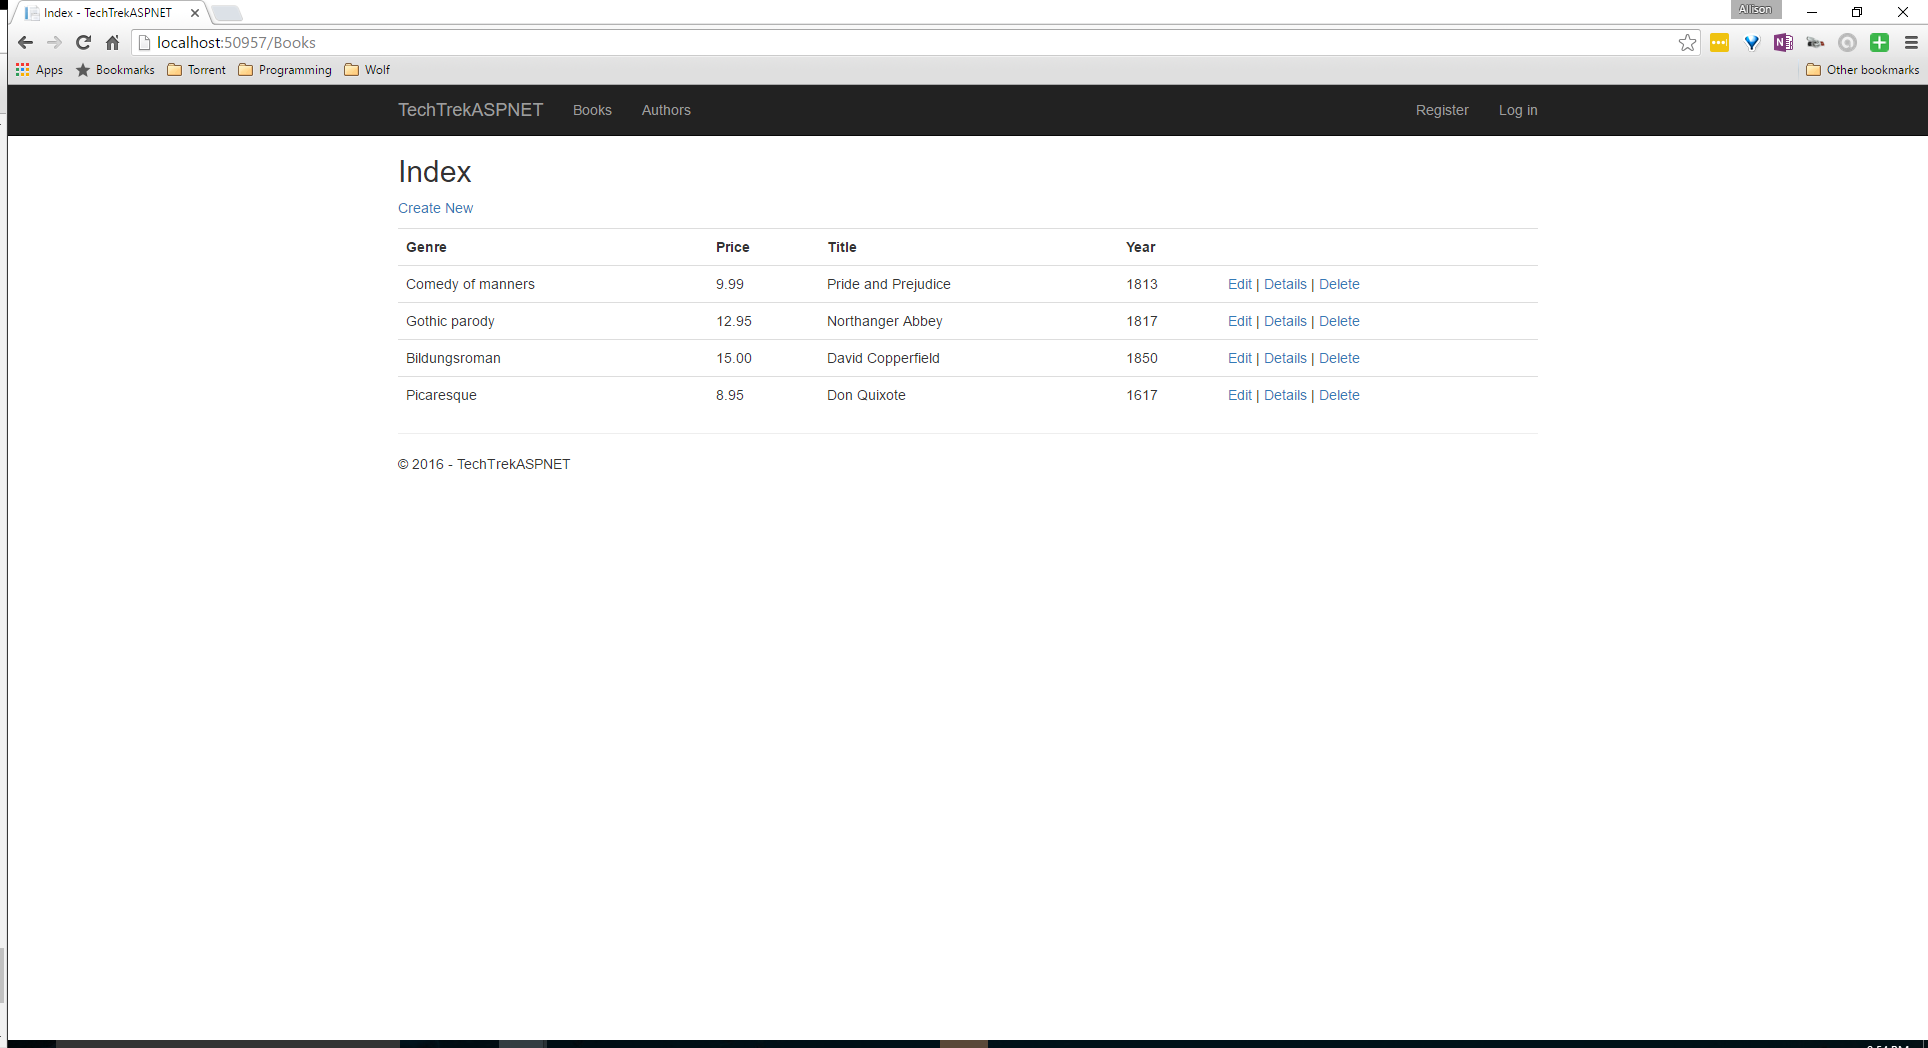 Index - TechTrekASPNET
Allison
localhost:50957/Books
Apps Bookmarks Torrent Programming Wolf Other bookmarks
TechTrekASPNET Books Authors Register Log in
Index
Create New
Genre Price Title Year
Comedy of manners 9.99 Pride and Prejudice 1813 Edit | Details | Delete
Gothic parody 12.95 Northanger Abbey 1817 Edit | Details | Delete
Bildungsroman 15.00 David Copperfield 1850 Edit | Details | Delete
Picaresque 8.95 Don Quixote 1617 Edit | Details | Delete
© 2016 - TechTrekASPNET